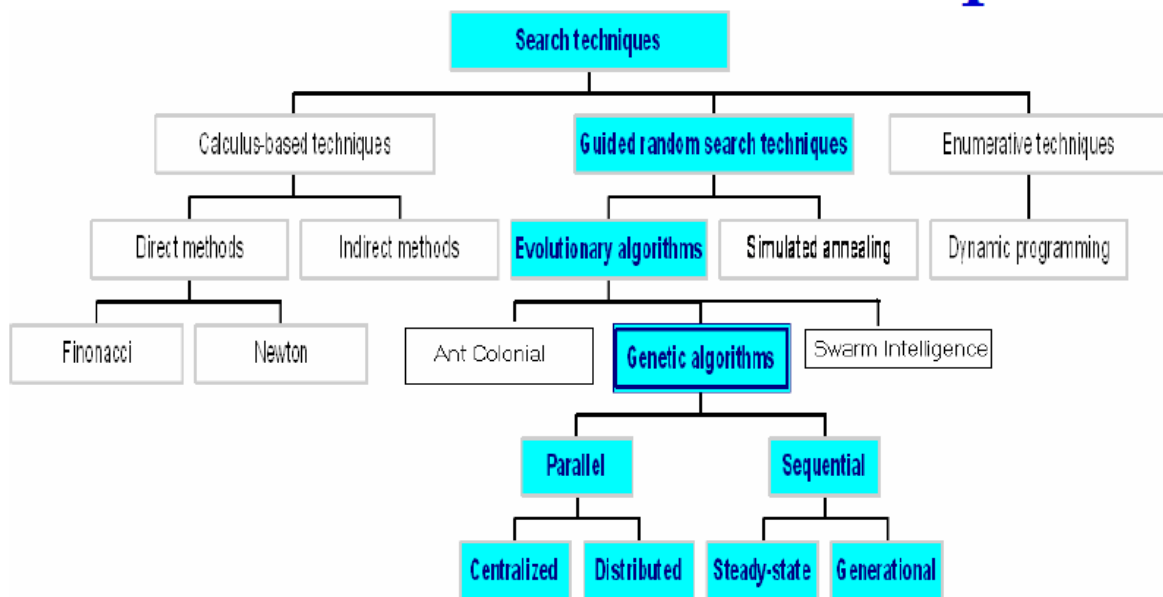 Search techniques
Calculus-based techniques
Guided random search techniques
Enumerative techniques
Direct methods
Indirect methods
Evolutionary algorithms
Simulated annealing
Dynamic programming
Finonacci
Newton
Ant Colonial
Genetic algorithms
Swarm Intelligence
Parallel
Sequential
Centralized
Distributed
Steady-state
Generational